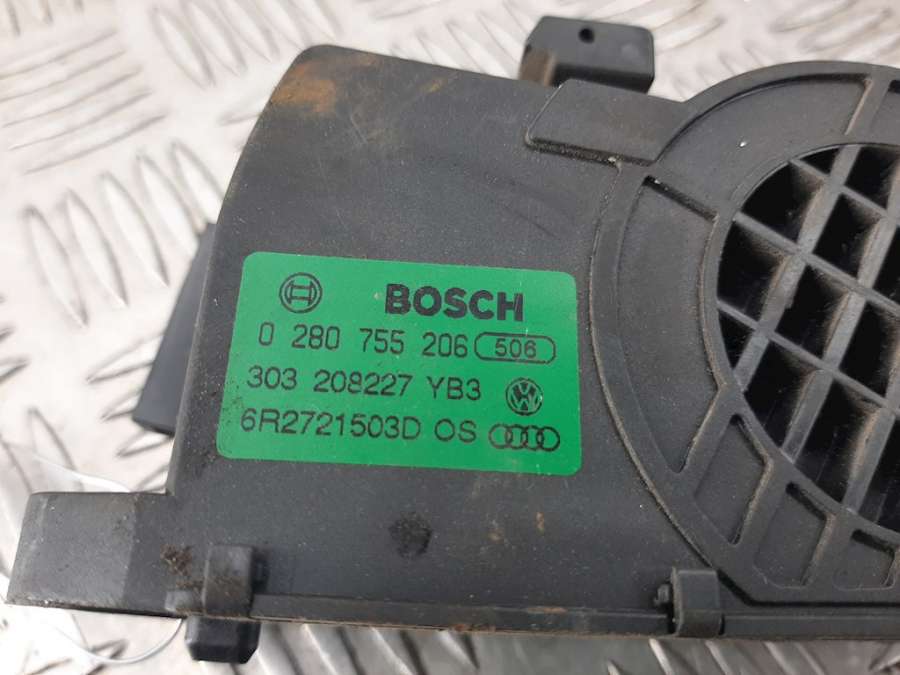 BOSCH
0 280 755 206 506
303 208227 YB3
6R2721503D OS